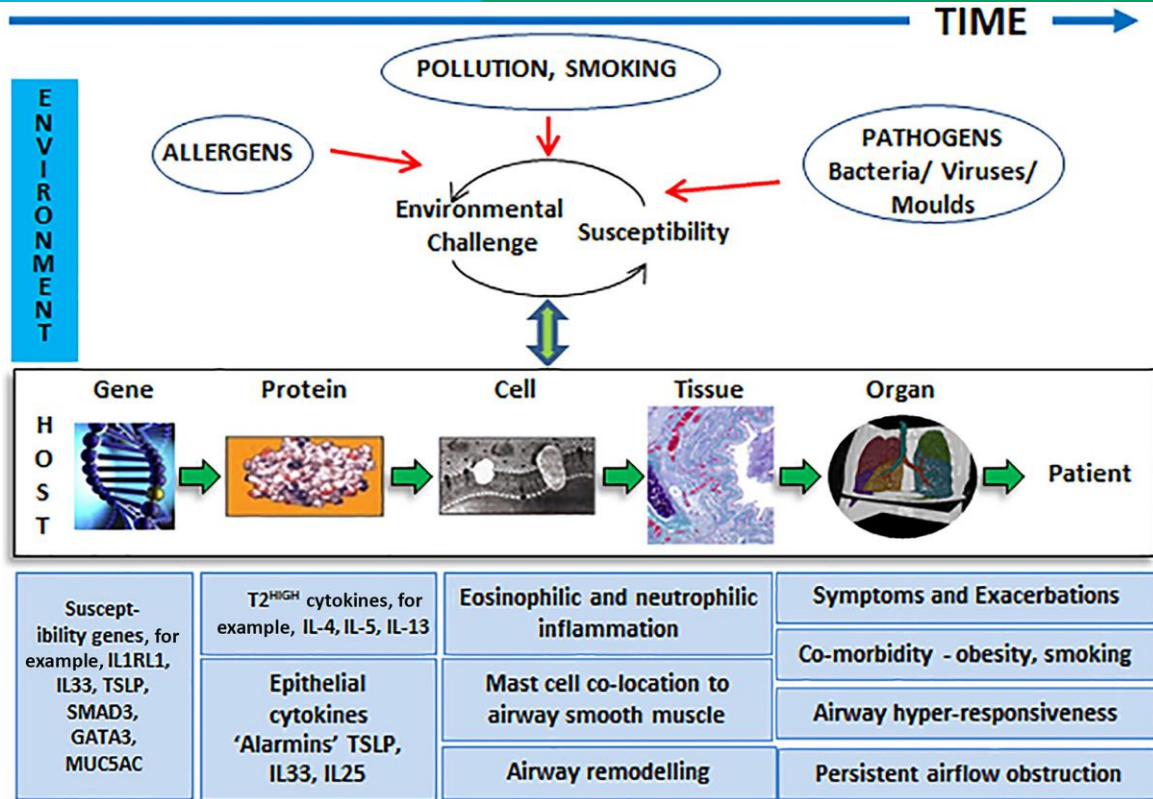 TIME
POLLUTION, SMOKING
ENVIRONMENT
ALLERGENS
PATHOGENS
Bacteria/ Viruses/
Moulds
Environmental
Challenge
Susceptibility
Gene
Protein
Cell
Tissue
Organ
HOST
Patient
Suscept-
ibility genes, for
example, IL1RL1,
IL33, TSLP,
SMAD3,
GATA3,
MUC5AC
T2HIGH cytokines, for
example, IL-4, IL-5, IL-13
Epithelial
cytokines
‘Alarmins’ TSLP,
IL33, IL25
Eosinophilic and neutrophilic
inflammation
Mast cell co-location to
airway smooth muscle
Airway remodelling
Symptoms and Exacerbations
Co-morbidity - obesity, smoking
Airway hyper-responsiveness
Persistent airflow obstruction